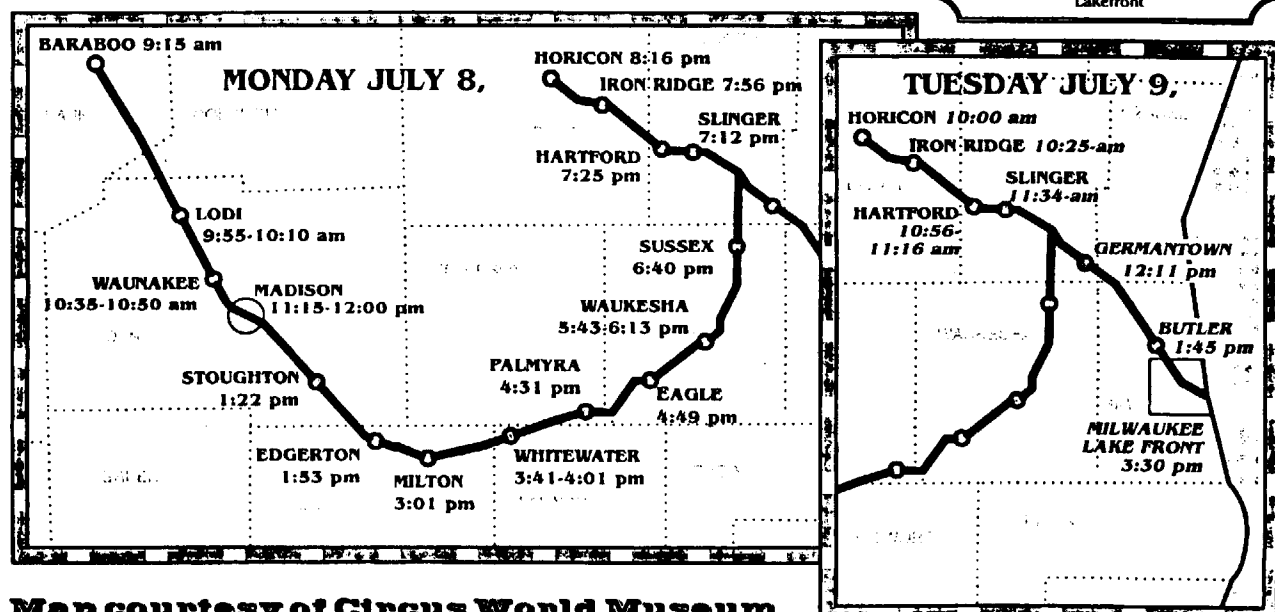 Lakefront
BARABOO 9:15 am
MONDAY JULY 8,
HORICON 8:16 pm
IRON RIDGE 7:56 pm
SLINGER
7:12 pm
HARTFORD
7:25 pm
LODI
9:55-10:10 am
SUSSEX
6:40 pm
WAUNAKEE
10:35-10:50 am
MADISON
11:15-12:00 pm
WAUKESHA
5:43-6:13 pm
STOUGHTON
1:22 pm
PALMYRA
4:31 pm
EAGLE
4:49 pm
EDGERTON
1:53 pm
MILTON
3:01 pm
WHITEWATER
3:41-4:01 pm
TUESDAY JULY 9,
HORICON 10:00 am
IRON RIDGE 10:25 am
SLINGER
11:34 am
HARTFORD
10:56-
11:16 am
GERMANTOWN
12:11 pm
BUTLER
1:45 pm
MILWAUKEE
LAKE FRONT
3:30 pm
Map courtesy of Circus World Museum